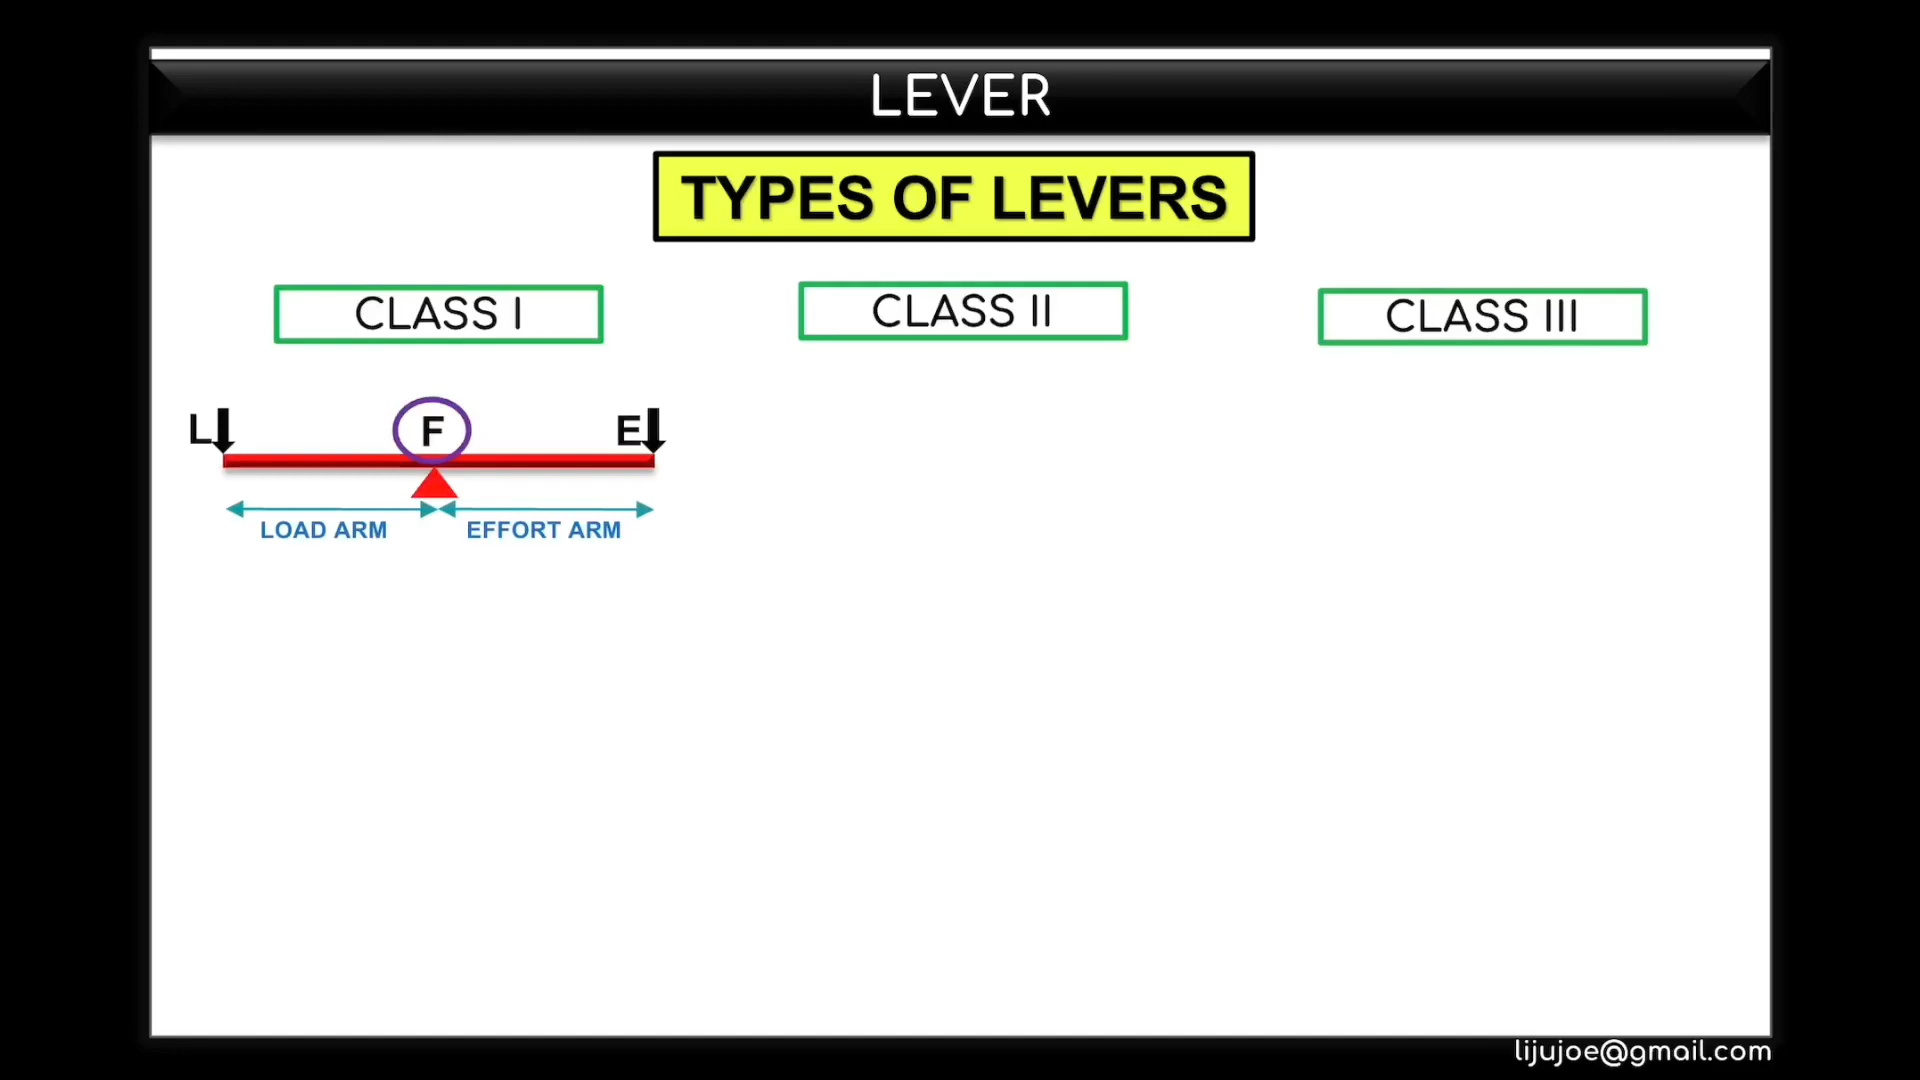 LEVER
TYPES OF LEVERS
CLASS I
CLASS II
CLASS III
L
F
E
LOAD ARM
EFFORT ARM
lijujoe@gmail.com